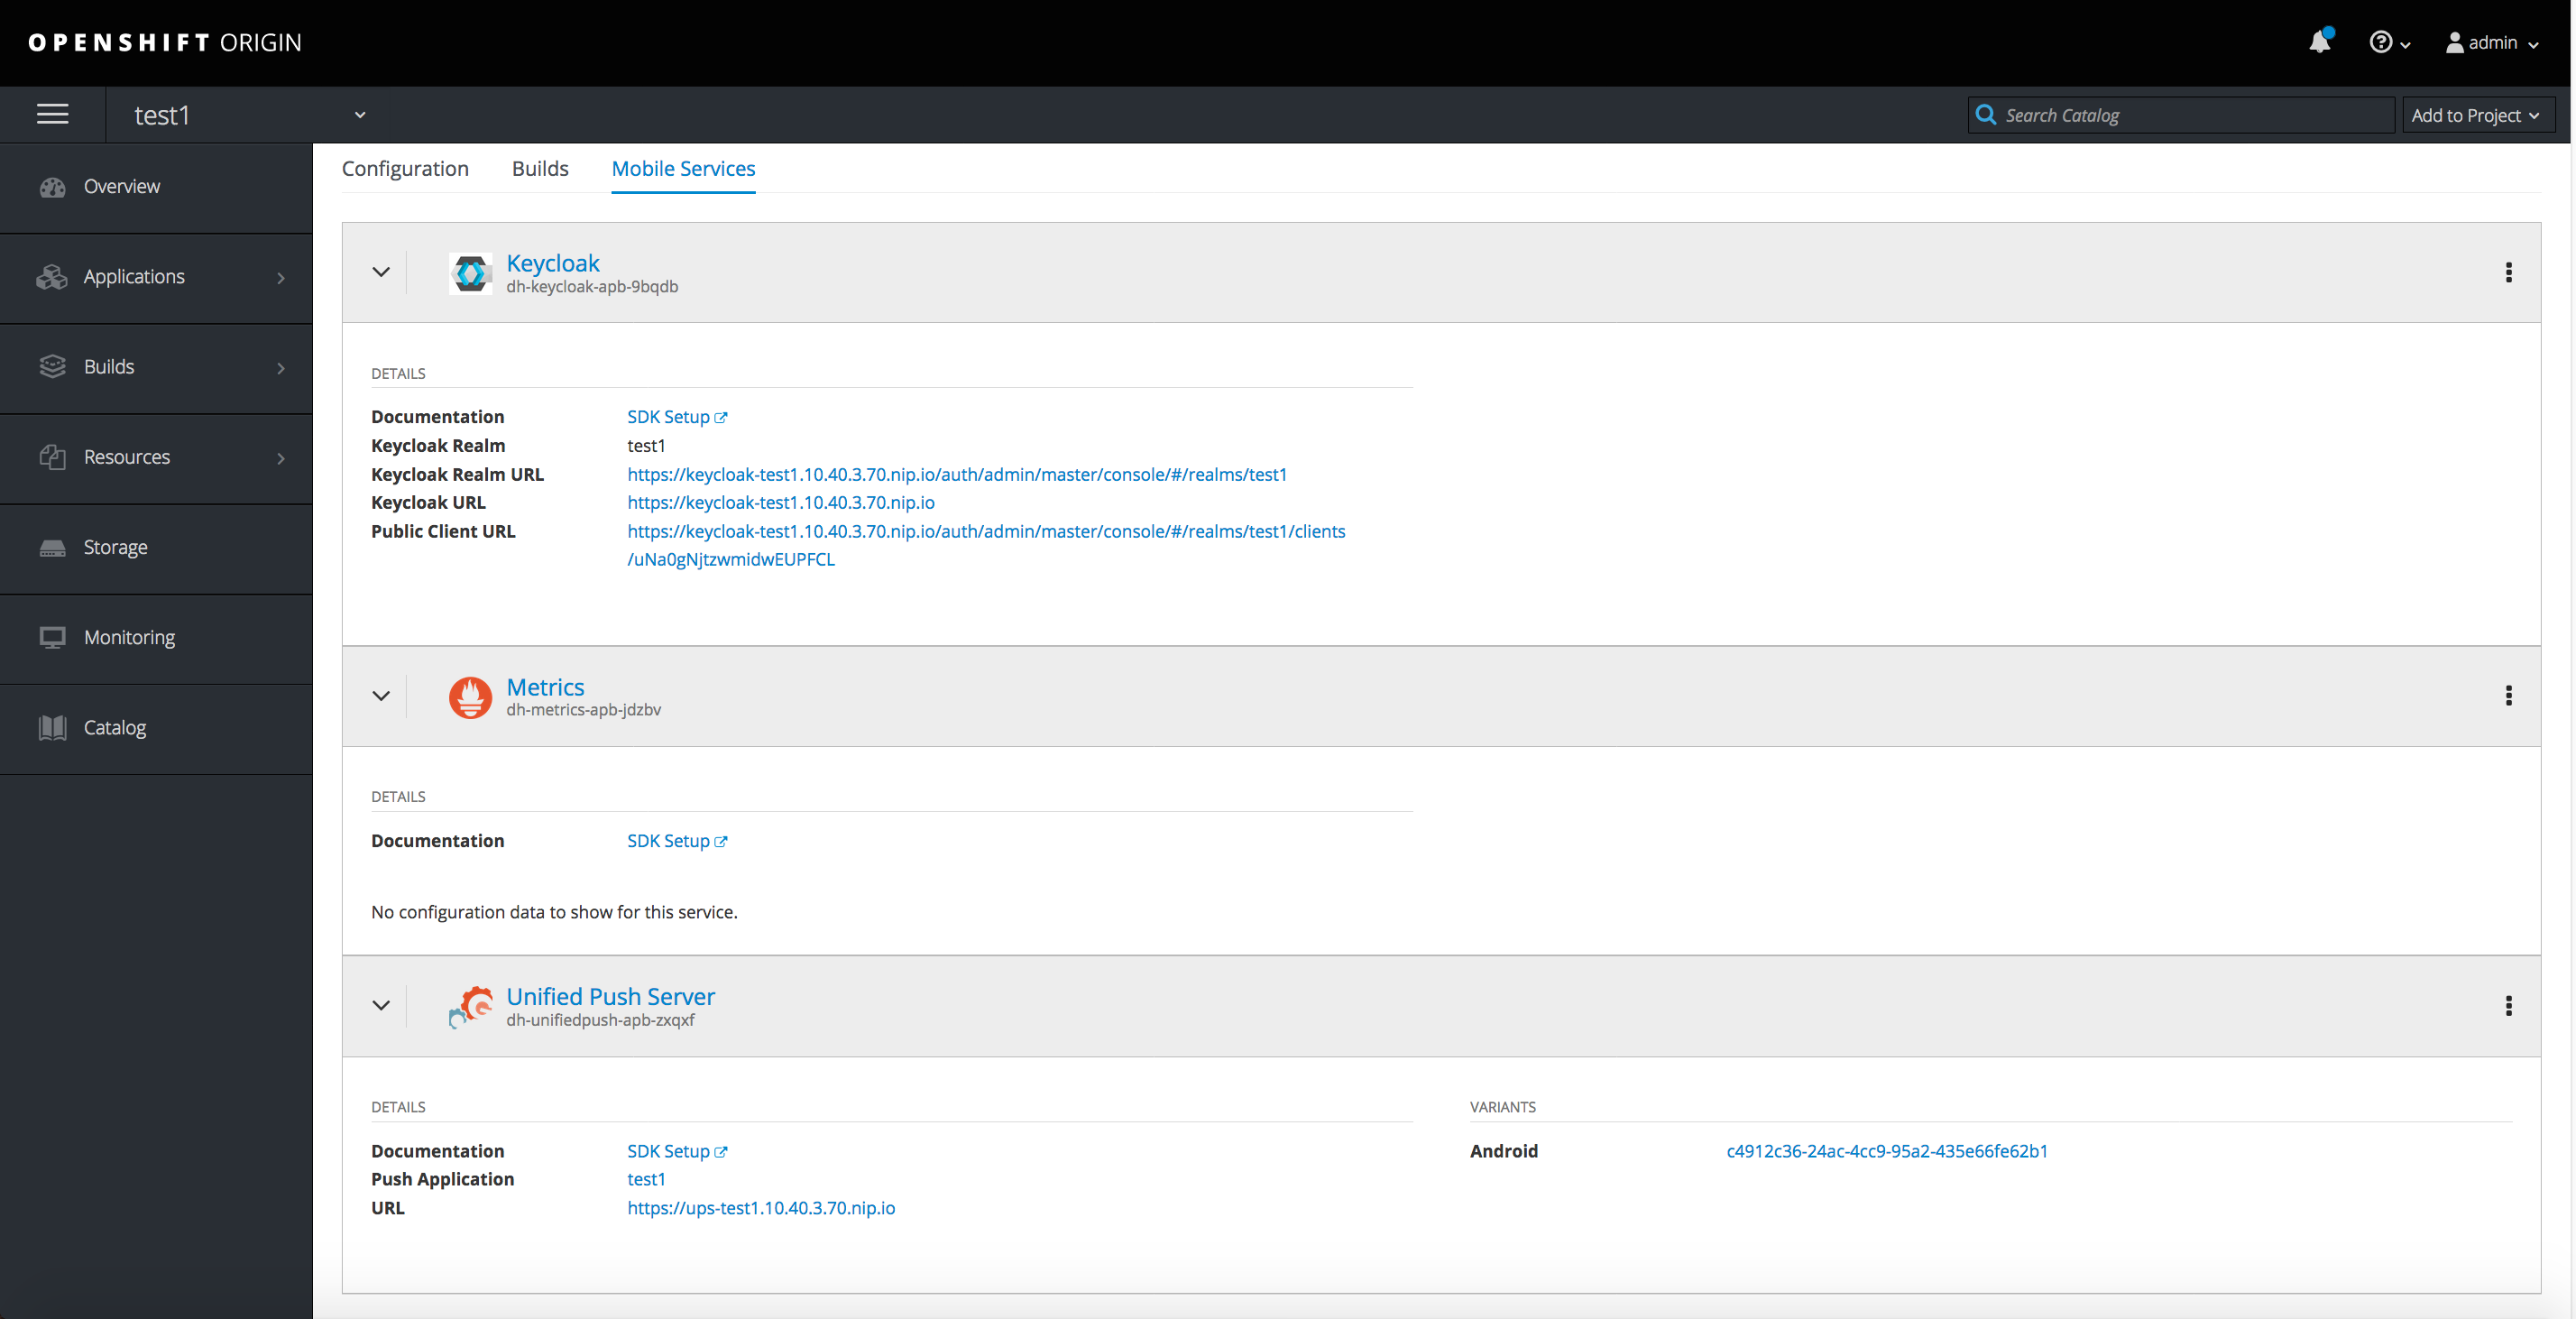 OPENSHIFT ORIGIN
admin
test1
Search Catalog
Add to Project
Overview
Applications
Builds
Resources
Storage
Monitoring
Catalog
Configuration Builds Mobile Services
Keycloak
dh-keycloak-apb-9bqdb
DETAILS
Documentation SDK Setup
Keycloak Realm test1
Keycloak Realm URL https://keycloak-test1.10.40.3.70.nip.io/auth/admin/master/console/#/realms/test1
Keycloak URL https://keycloak-test1.10.40.3.70.nip.io
Public Client URL https://keycloak-test1.10.40.3.70.nip.io/auth/admin/master/console/#/realms/test1/clients
/uNa0gNjtzwmidwEUPFCL
Metrics
dh-metrics-apb-jdzbv
DETAILS
Documentation SDK Setup
No configuration data to show for this service.
Unified Push Server
dh-unifiedpush-apb-zxqxf
DETAILS
Documentation SDK Setup
Push Application test1
URL https://ups-test1.10.40.3.70.nip.io
VARIANTS
Android c4912c36-24ac-4cc9-95a2-435e66fe62b1